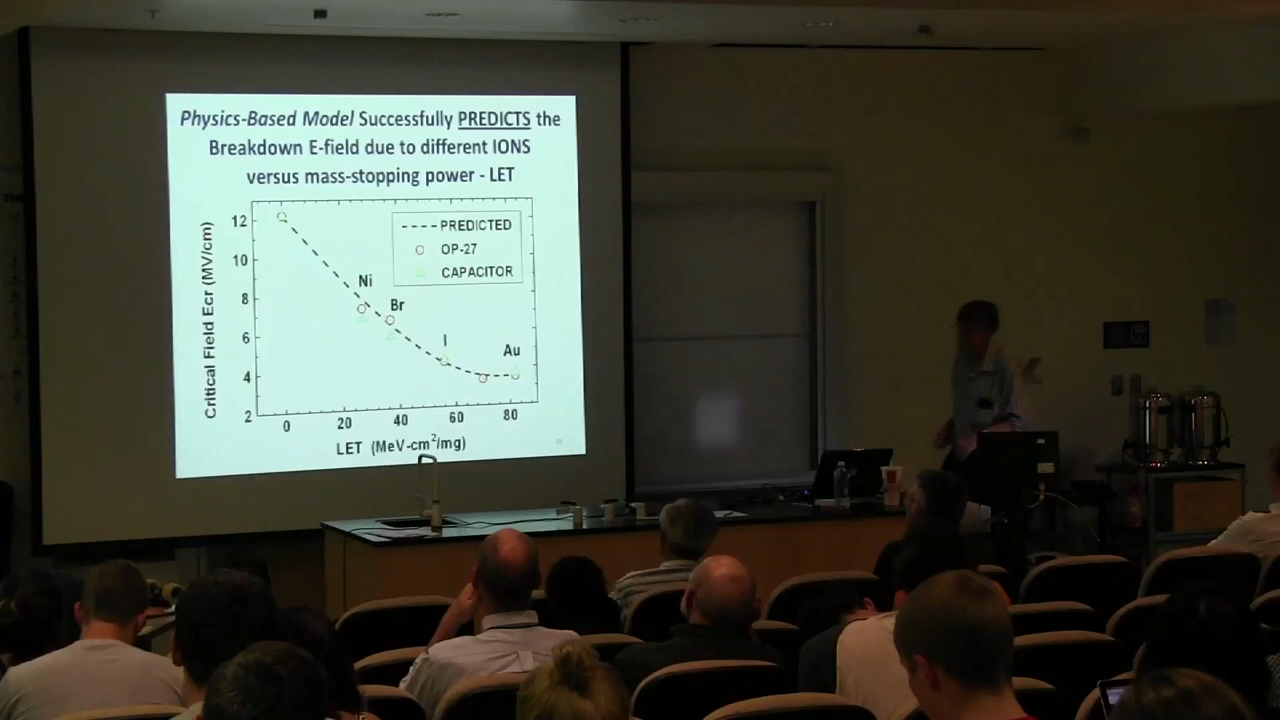 Physics-Based Model Successfully PREDICTS the
Breakdown E-field due to different IONS
versus mass-stopping power - LET
PREDICTED
OP-27
CAPACITOR
Ni
Br
I
Au
Critical Field Ecr (MV/cm)
12
10
8
6
4
2
0 20 40 60 80
LET (MeV-cm²/mg)